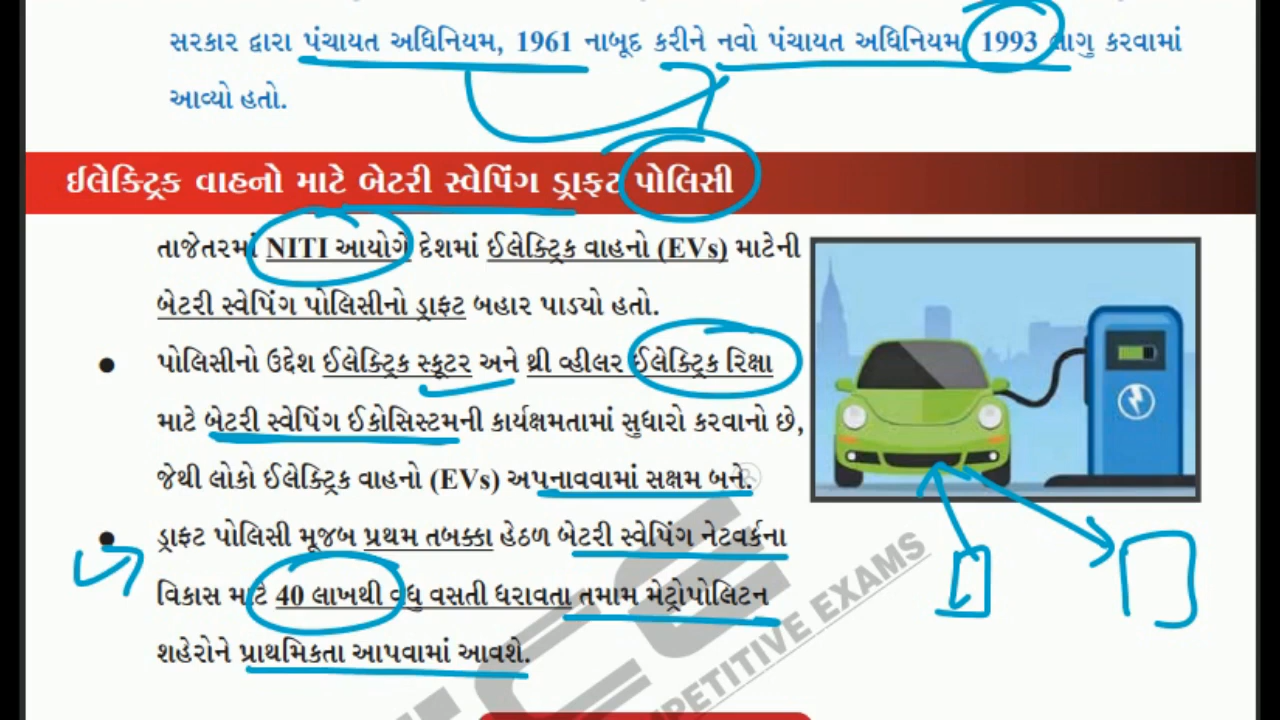 સરકાર દ્વારા પંચાયત અધિનિયમ, 1961 નાબૂદ કરીને નવો પંચાયત અધિનિયમ 1993 લાગુ કરવામાં
આવ્યો હતો.
ઈલેક્ટ્રિક વાહનો માટે બેટરી સ્વેપિંગ ડ્રાફ્ટ પોલિસી
તાજેતરમાં NITI આયોગે દેશમાં ઈલેક્ટ્રિક વાહનો (EVs) માટેની
બેટરી સ્વેપિંગ પોલિસીનો ડ્રાફ્ટ બહાર પાડ્યો હતો.
● પોલિસીનો ઉદ્દેશ ઈલેક્ટ્રિક સ્કૂટર અને થ્રી વ્હીલર ઈલેક્ટ્રિક રિક્ષા
માટે બેટરી સ્વેપિંગ ઈકોસિસ્ટમની કાર્યક્ષમતામાં સુધારો કરવાનો છે,
જેથી લોકો ઈલેક્ટ્રિક વાહનો (EVs) અપનાવવામાં સક્ષમ બને.
● ડ્રાફ્ટ પોલિસી મૂજબ પ્રથમ તબક્કા હેઠળ બેટરી સ્વેપિંગ નેટવર્કના
વિકાસ માટે 40 લાખથી વધુ વસતી ધરાવતા તમામ મેટ્રોપોલિટન
શહેરોને પ્રાથમિકતા આપવામાં આવશે.
EXAMS